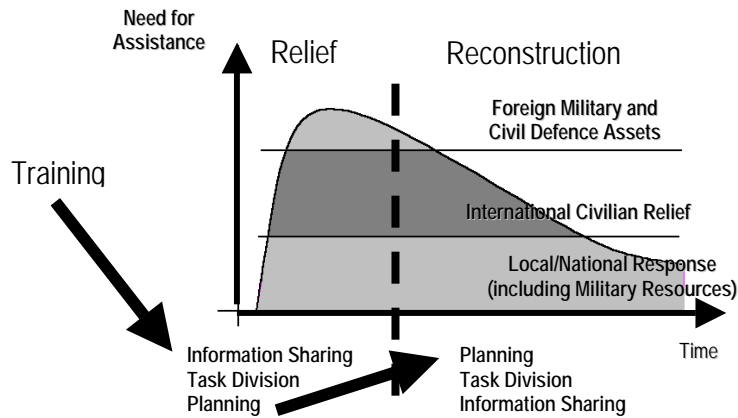 Need for
Assistance
Relief
Reconstruction
Foreign Military and
Civil Defence Assets
Training
International Civilian Relief
Local/National Response
(including Military Resources)
Time
Information Sharing
Task Division
Planning
Planning
Task Division
Information Sharing